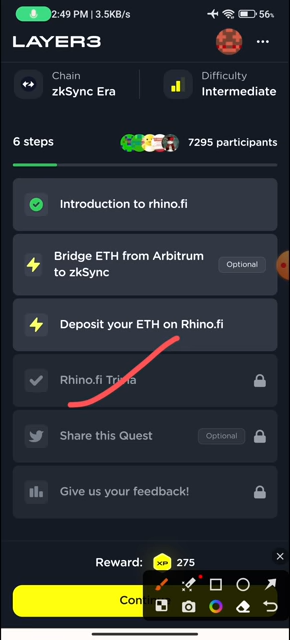 2:49 PM | 3.5KB/s
56%
LAYER3
Chain
zkSync Era
Difficulty
Intermediate
6 steps
7295 participants
Introduction to rhino.fi
Bridge ETH from Arbitrum
to zkSync
Optional
Deposit your ETH on Rhino.fi
Rhino.fi Trivia
Share this Quest
Optional
Give us your feedback!
Reward:
XP
275